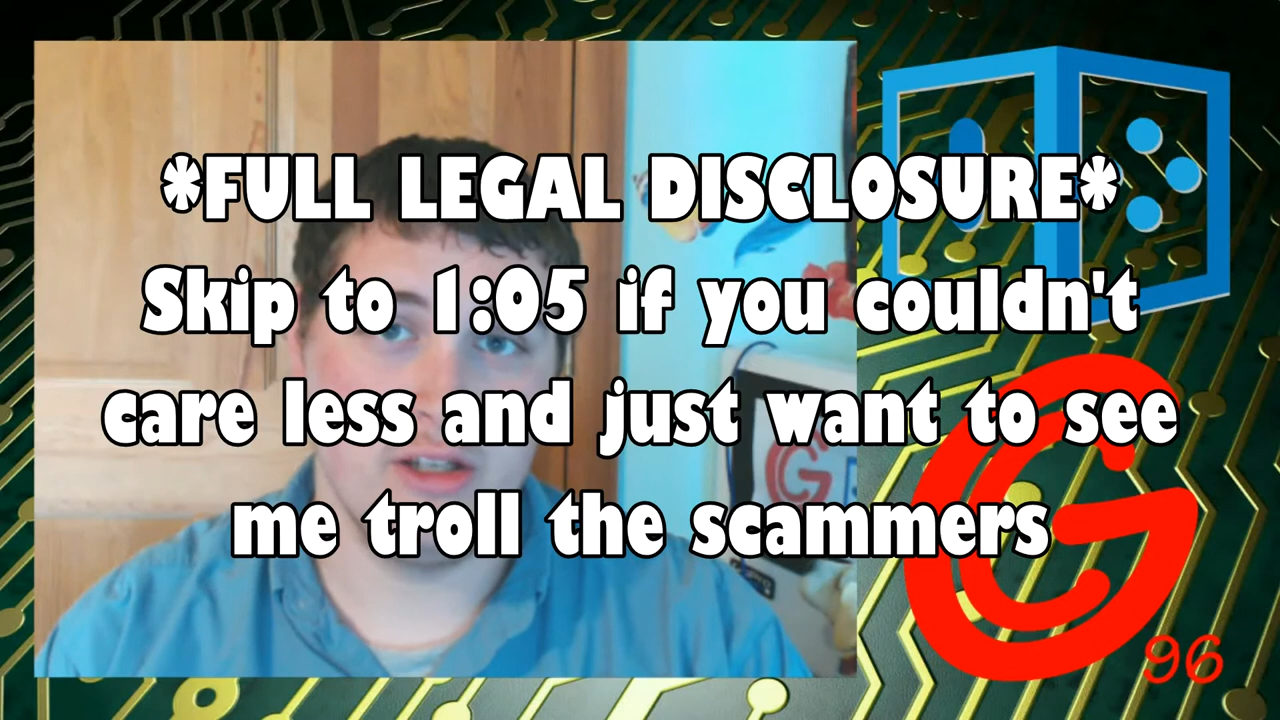 *FULL LEGAL DISCLOSURE*
Skip to 1:05 if you couldn't
care less and just want to see
me troll the scammers
96